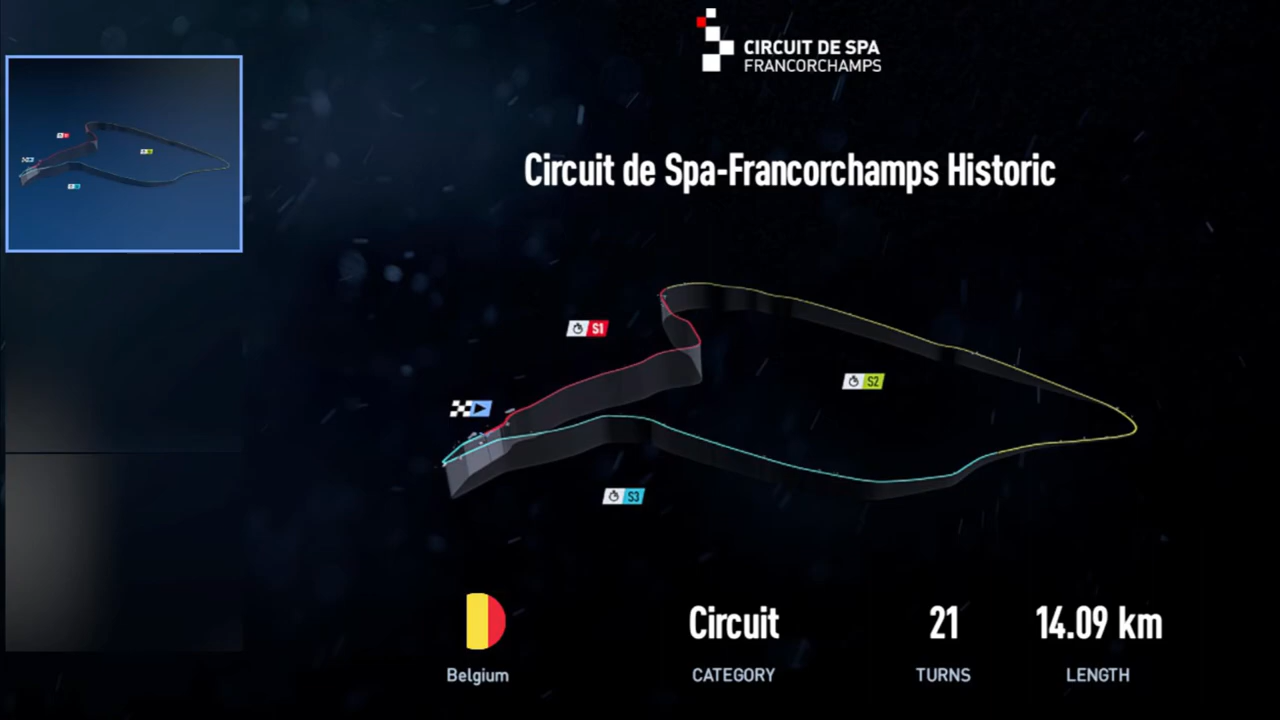 CIRCUIT DE SPA
FRANCORCHAMPS
Circuit de Spa-Francorchamps Historic
S1
S2
S3
Belgium
Circuit
CATEGORY
21
TURNS
14.09 km
LENGTH